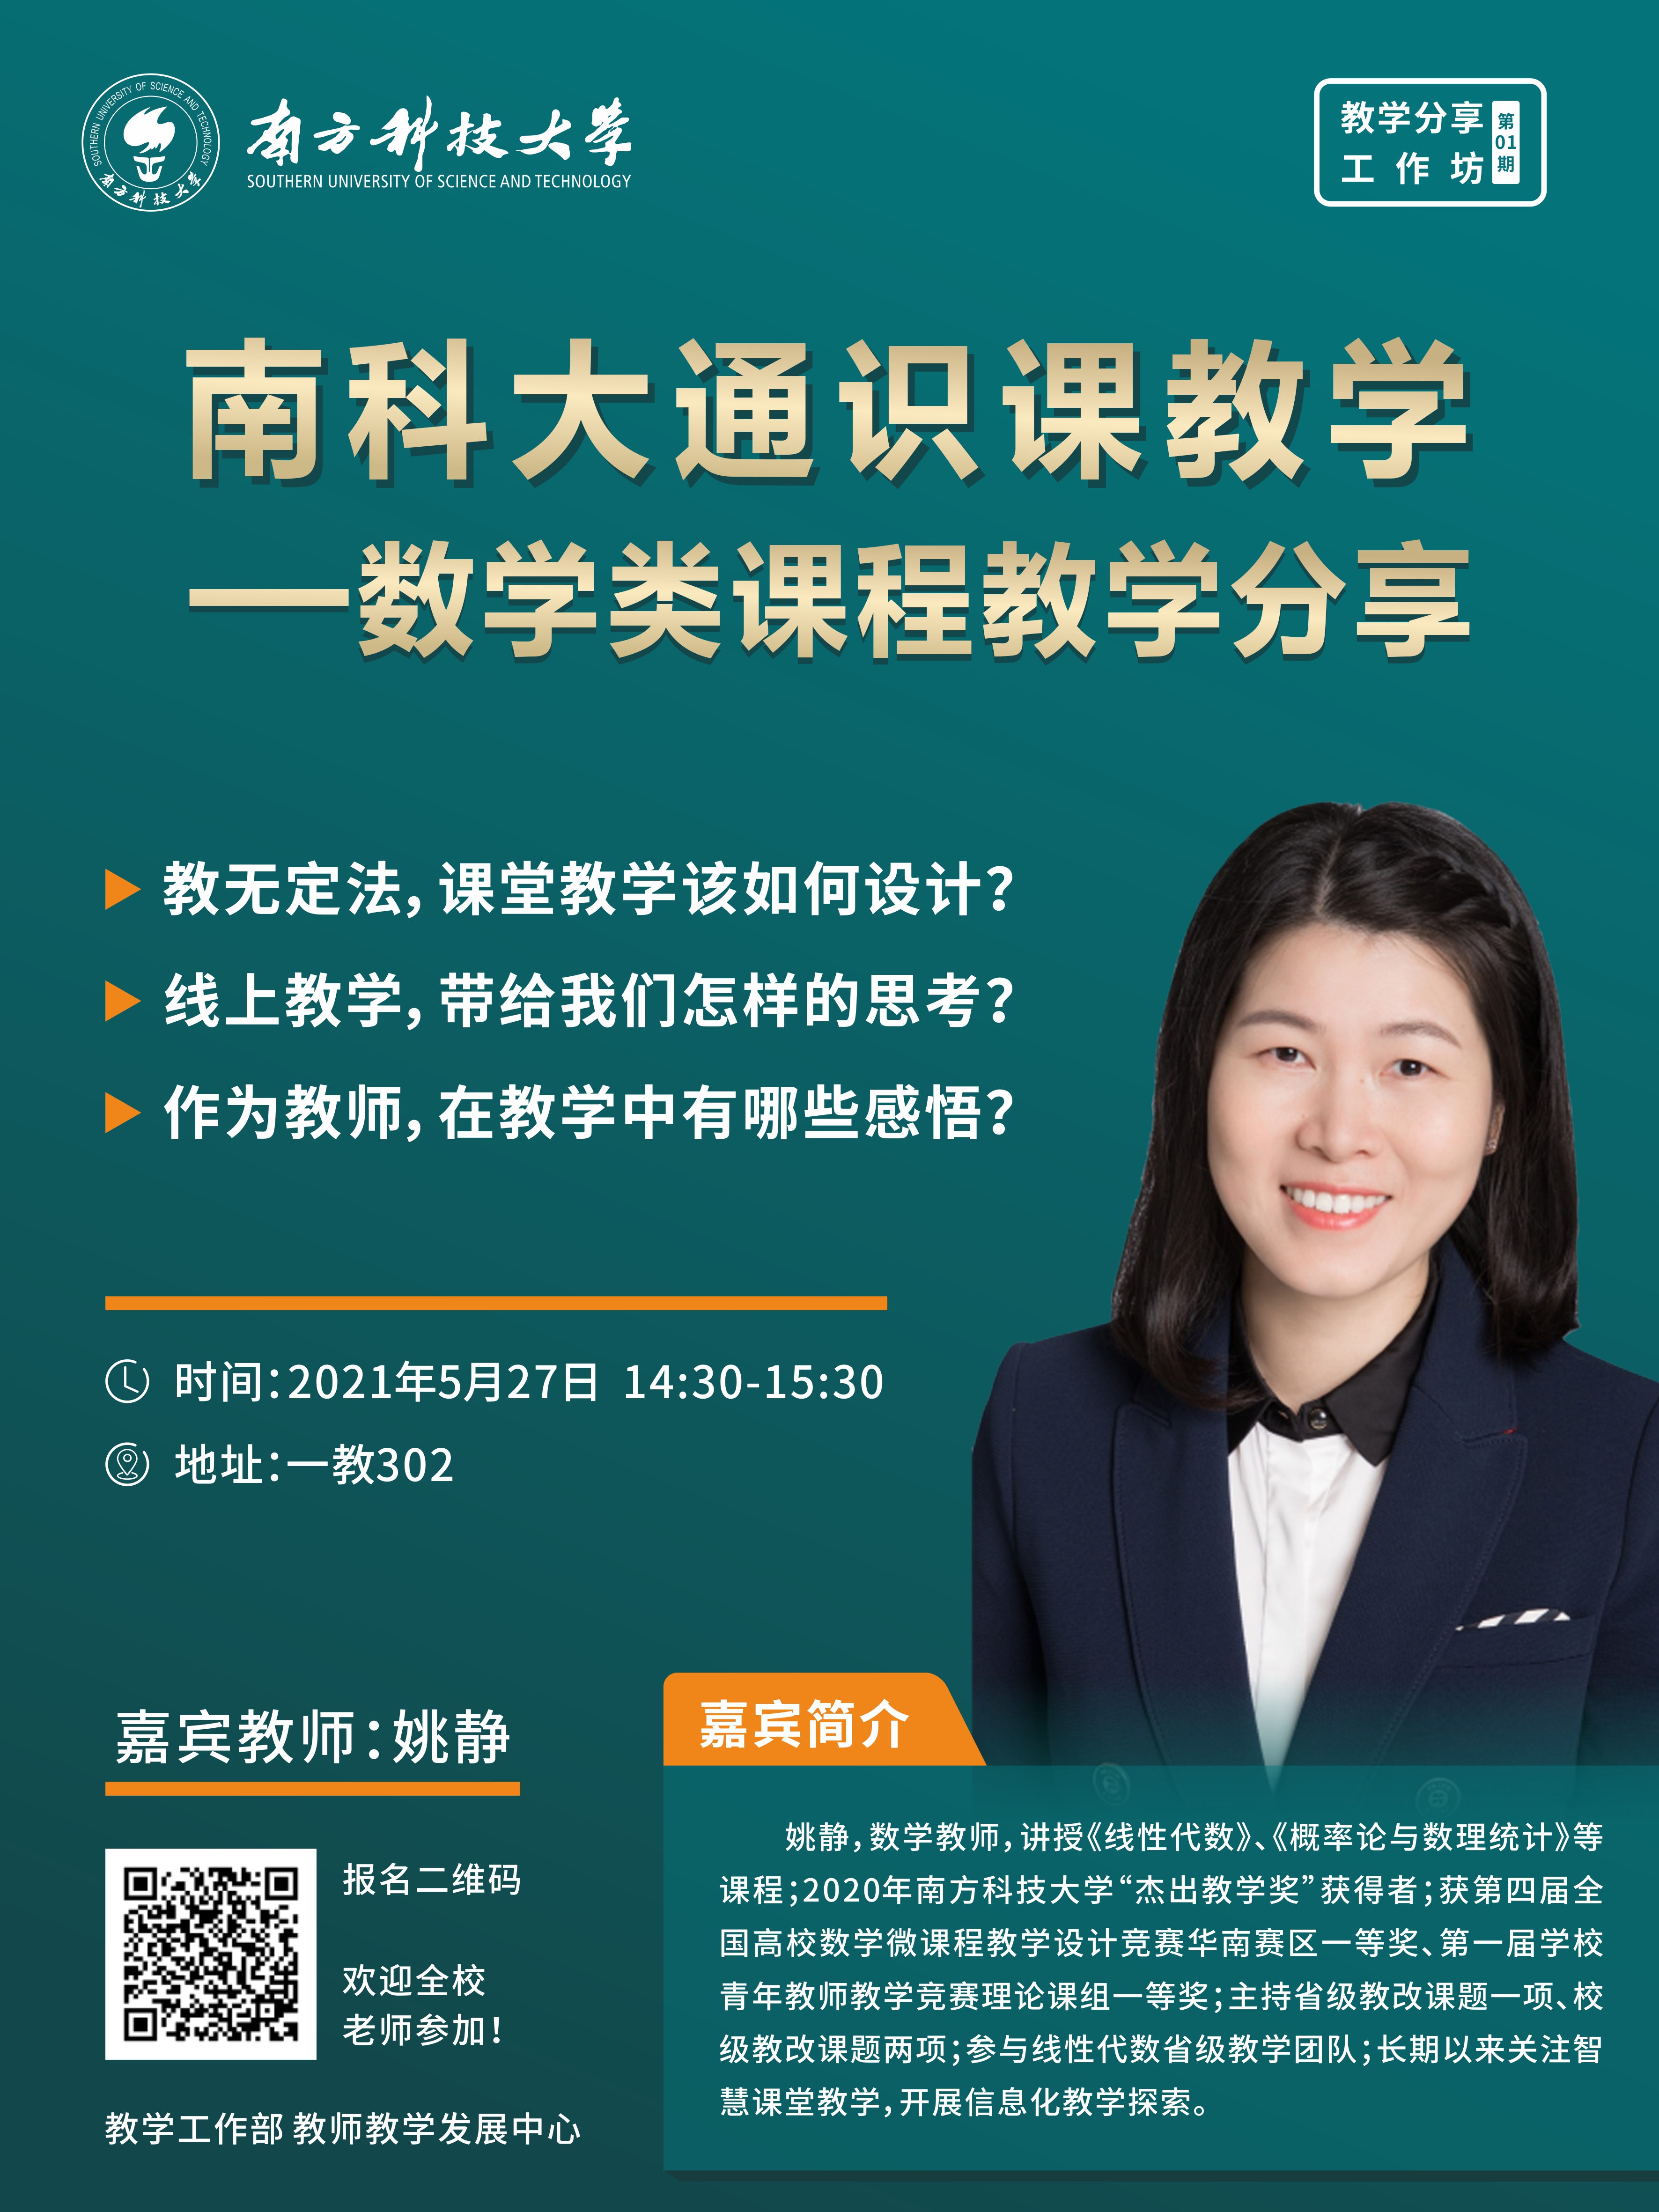 SOUTHERN UNIVERSITY OF SCIENCE AND TECHNOLOGY
南方科技大学
南方科技大学
SOUTHERN UNIVERSITY OF SCIENCE AND TECHNOLOGY
教学分享
工作坊
第
01
期
南科大通识课教学
—数学类课程教学分享
教无定法，课堂教学该如何设计？
线上教学，带给我们怎样的思考？
作为教师，在教学中有哪些感悟？
时间：2021年5月27日 14:30-15:30
地址：一教302
嘉宾教师：姚静
报名二维码
欢迎全校
老师参加！
教学工作部 教师教学发展中心
嘉宾简介
姚静，数学教师，讲授《线性代数》、《概率论与数理统计》等
课程；2020年南方科技大学“杰出教学奖”获得者；获第四届全
国高校数学微课程教学设计竞赛华南赛区一等奖、第一届学校
青年教师教学竞赛理论课组一等奖；主持省级教改课题一项、校
级教改课题两项；参与线性代数省级教学团队；长期以来关注智
慧课堂教学，开展信息化教学探索。